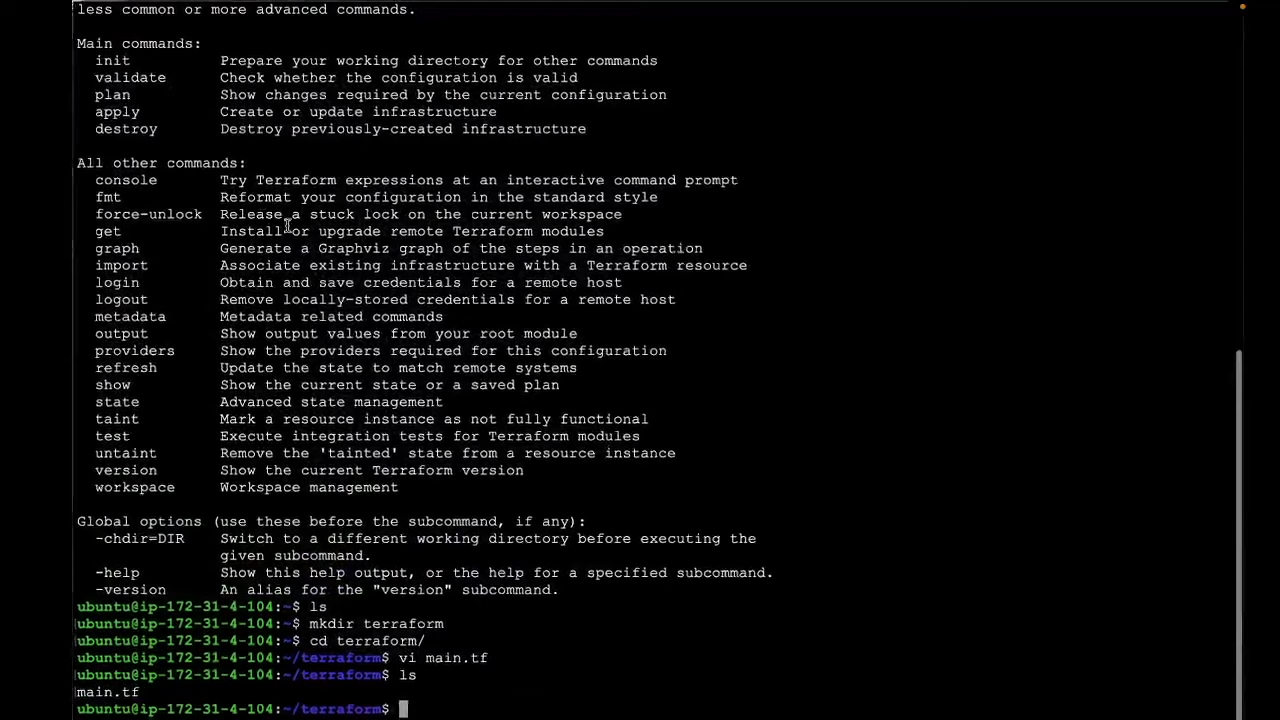 less common or more advanced commands.
Main commands:
init Prepare your working directory for other commands
validate Check whether the configuration is valid
plan Show changes required by the current configuration
apply Create or update infrastructure
destroy Destroy previously-created infrastructure
All other commands:
console Try Terraform expressions at an interactive command prompt
fmt Reformat your configuration in the standard style
force-unlock Release a stuck lock on the current workspace
get Install or upgrade remote Terraform modules
graph Generate a Graphviz graph of the steps in an operation
import Associate existing infrastructure with a Terraform resource
login Obtain and save credentials for a remote host
logout Remove locally-stored credentials for a remote host
metadata Metadata related commands
output Show output values from your root module
providers Show the providers required for this configuration
refresh Update the state to match remote systems
show Show the current state or a saved plan
state Advanced state management
taint Mark a resource instance as not fully functional
test Execute integration tests for Terraform modules
untaint Remove the 'tainted' state from a resource instance
version Show the current Terraform version
workspace Workspace management
Global options (use these before the subcommand, if any):
-chdir=DIR Switch to a different working directory before executing the
given subcommand.
-help Show this help output, or the help for a specified subcommand.
-version An alias for the "version" subcommand.
ubuntu@ip-172-31-4-104:~$ ls
ubuntu@ip-172-31-4-104:~$ mkdir terraform
ubuntu@ip-172-31-4-104:~$ cd terraform/
ubuntu@ip-172-31-4-104:~/terraform$ vi main.tf
ubuntu@ip-172-31-4-104:~/terraform$ ls
main.tf
ubuntu@ip-172-31-4-104:~/terraform$